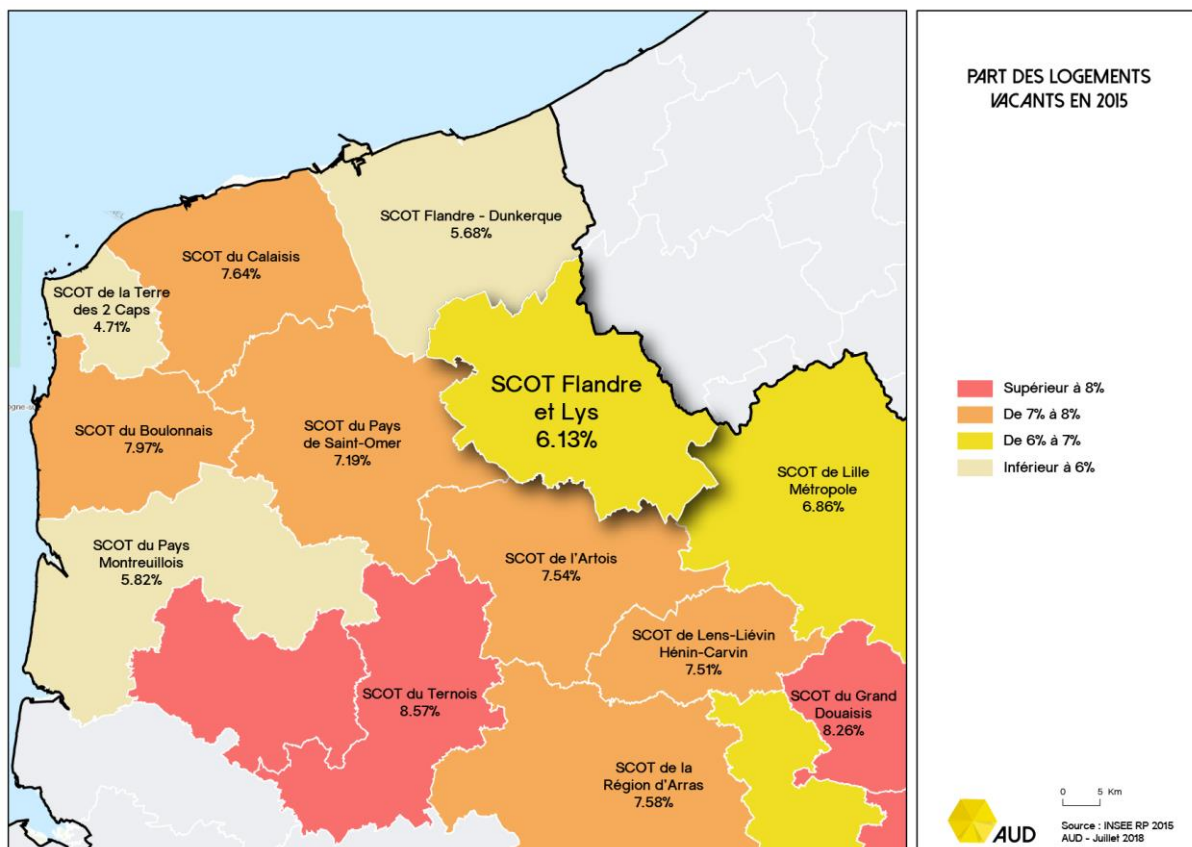 PART DES LOGEMENTS
VACANTS EN 2015
SCOT Flandre - Dunkerque
5.68%
SCOT du Calaisis
7.64%
SCOT de la Terre
des 2 Caps
4.71%
SCOT Flandre
et Lys
6.13%
SCOT du Boulonnais
7.97%
SCOT du Pays
de Saint-Omer
7.19%
SCOT de Lille
Métropole
6.86%
SCOT du Pays
Montreuillois
5.82%
SCOT de l'Artois
7.54%
SCOT de Lens-Liévin
Hénin-Carvin
7.51%
SCOT du Ternois
8.57%
SCOT du Grand
Douaisis
8.26%
SCOT de la
Région d'Arras
7.58%
Supérieur à 8%
De 7% à 8%
De 6% à 7%
Inférieur à 6%
0 5 Km
AUD
Source : INSEE RP 2015
AUD - Juillet 2018